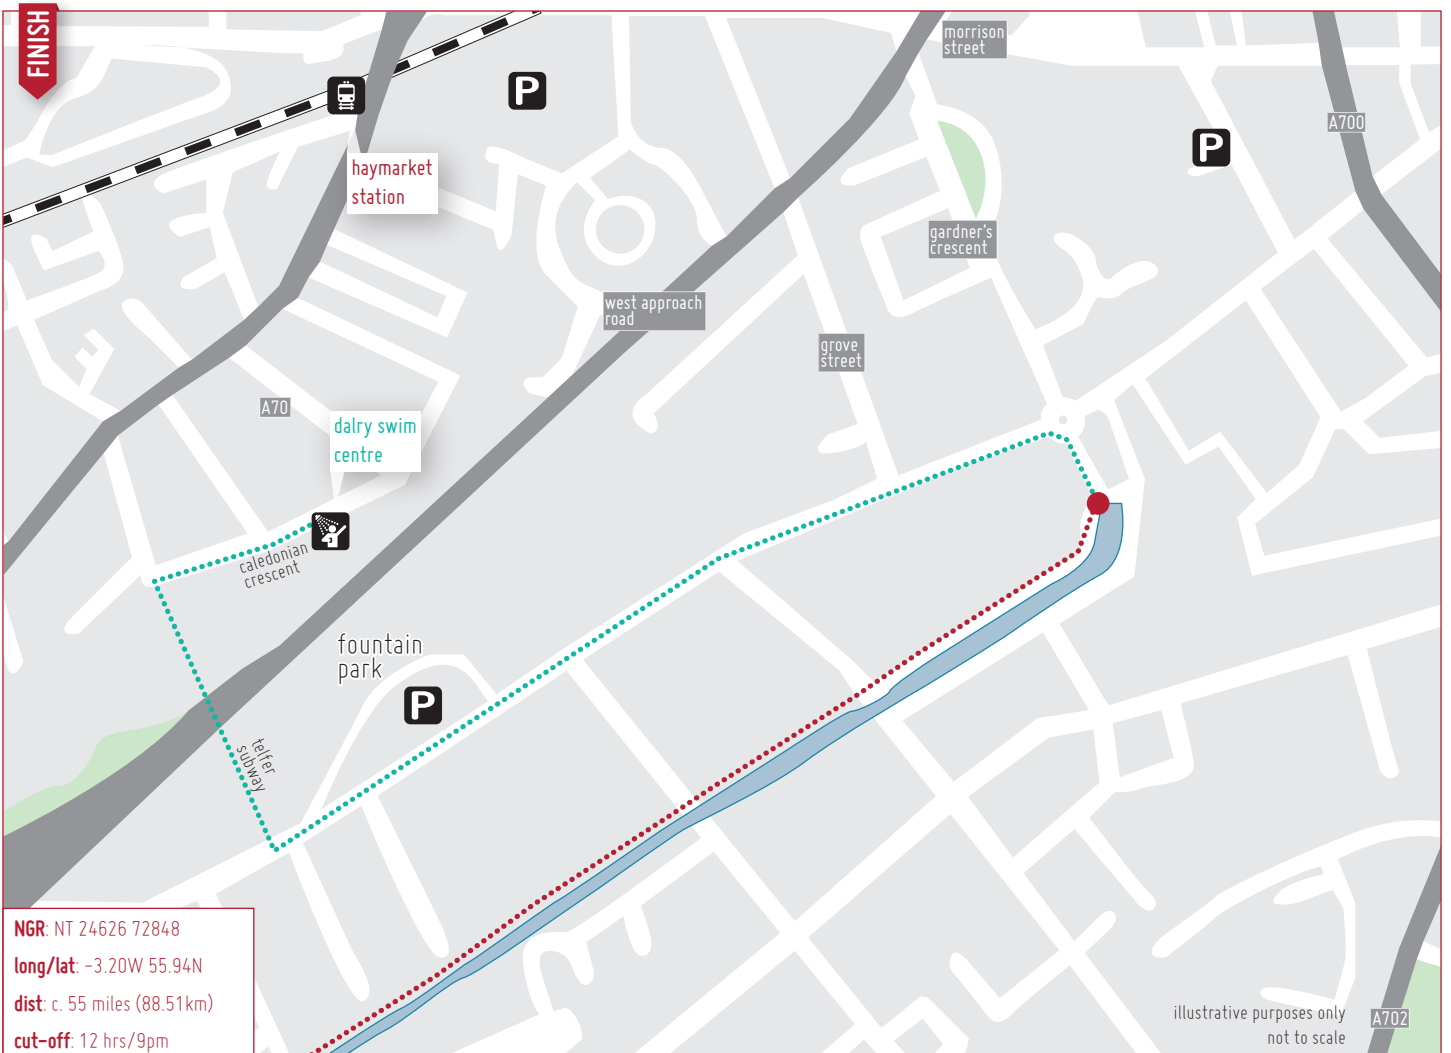 FINISH
morrison
street
P
A700
P
haymarket
station
gardner's
crescent
west approach
road
grove
street
A70
dalry swim
centre
caledonian
crescent
fountain
park
P
telfer
subway
NGR: NT 24626 72848
long/lat: -3.20W 55.94N
dist: c. 55 miles (88.51km)
cut-off: 12 hrs/9pm
illustrative purposes only
not to scale
A702